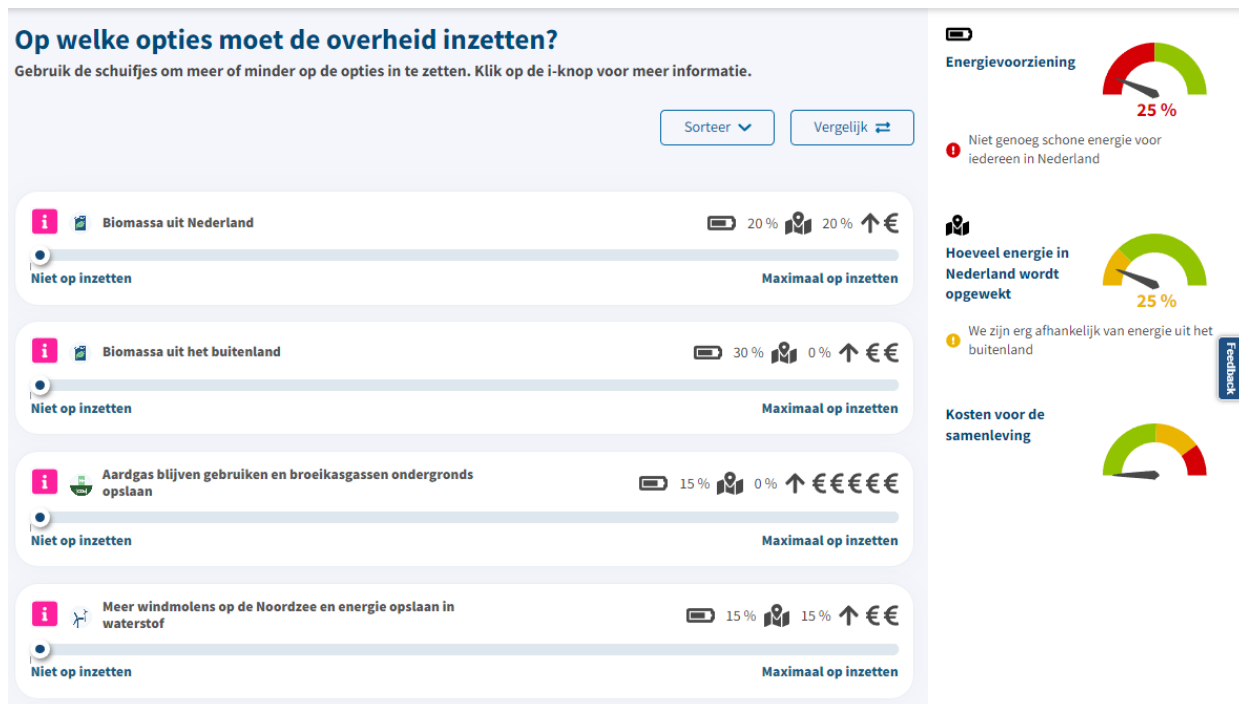 Op welke opties moet de overheid inzetten?
Gebruik de schuifjes om meer of minder op de opties in te zetten. Klik op de i-knop voor meer informatie.
Sorteer
Vergelijk
i
Biomassa uit Nederland
20 %
20 %
€
Niet op inzetten
Maximaal op inzetten
i
Biomassa uit het buitenland
30 %
0 %
€ €
Niet op inzetten
Maximaal op inzetten
i
Aardgas blijven gebruiken en broeikasgassen ondergronds
opslaan
15 %
0 %
€ € € € €
Niet op inzetten
Maximaal op inzetten
i
Meer windmolens op de Noordzee en energie opslaan in
waterstof
15 %
15 %
€ €
Niet op inzetten
Maximaal op inzetten
Energievoorziening
25 %
Niet genoeg schone energie voor
iedereen in Nederland
Hoeveel energie in
Nederland wordt
opgewekt
25 %
We zijn erg afhankelijk van energie uit het
buitenland
Kosten voor de
samenleving
Feedback